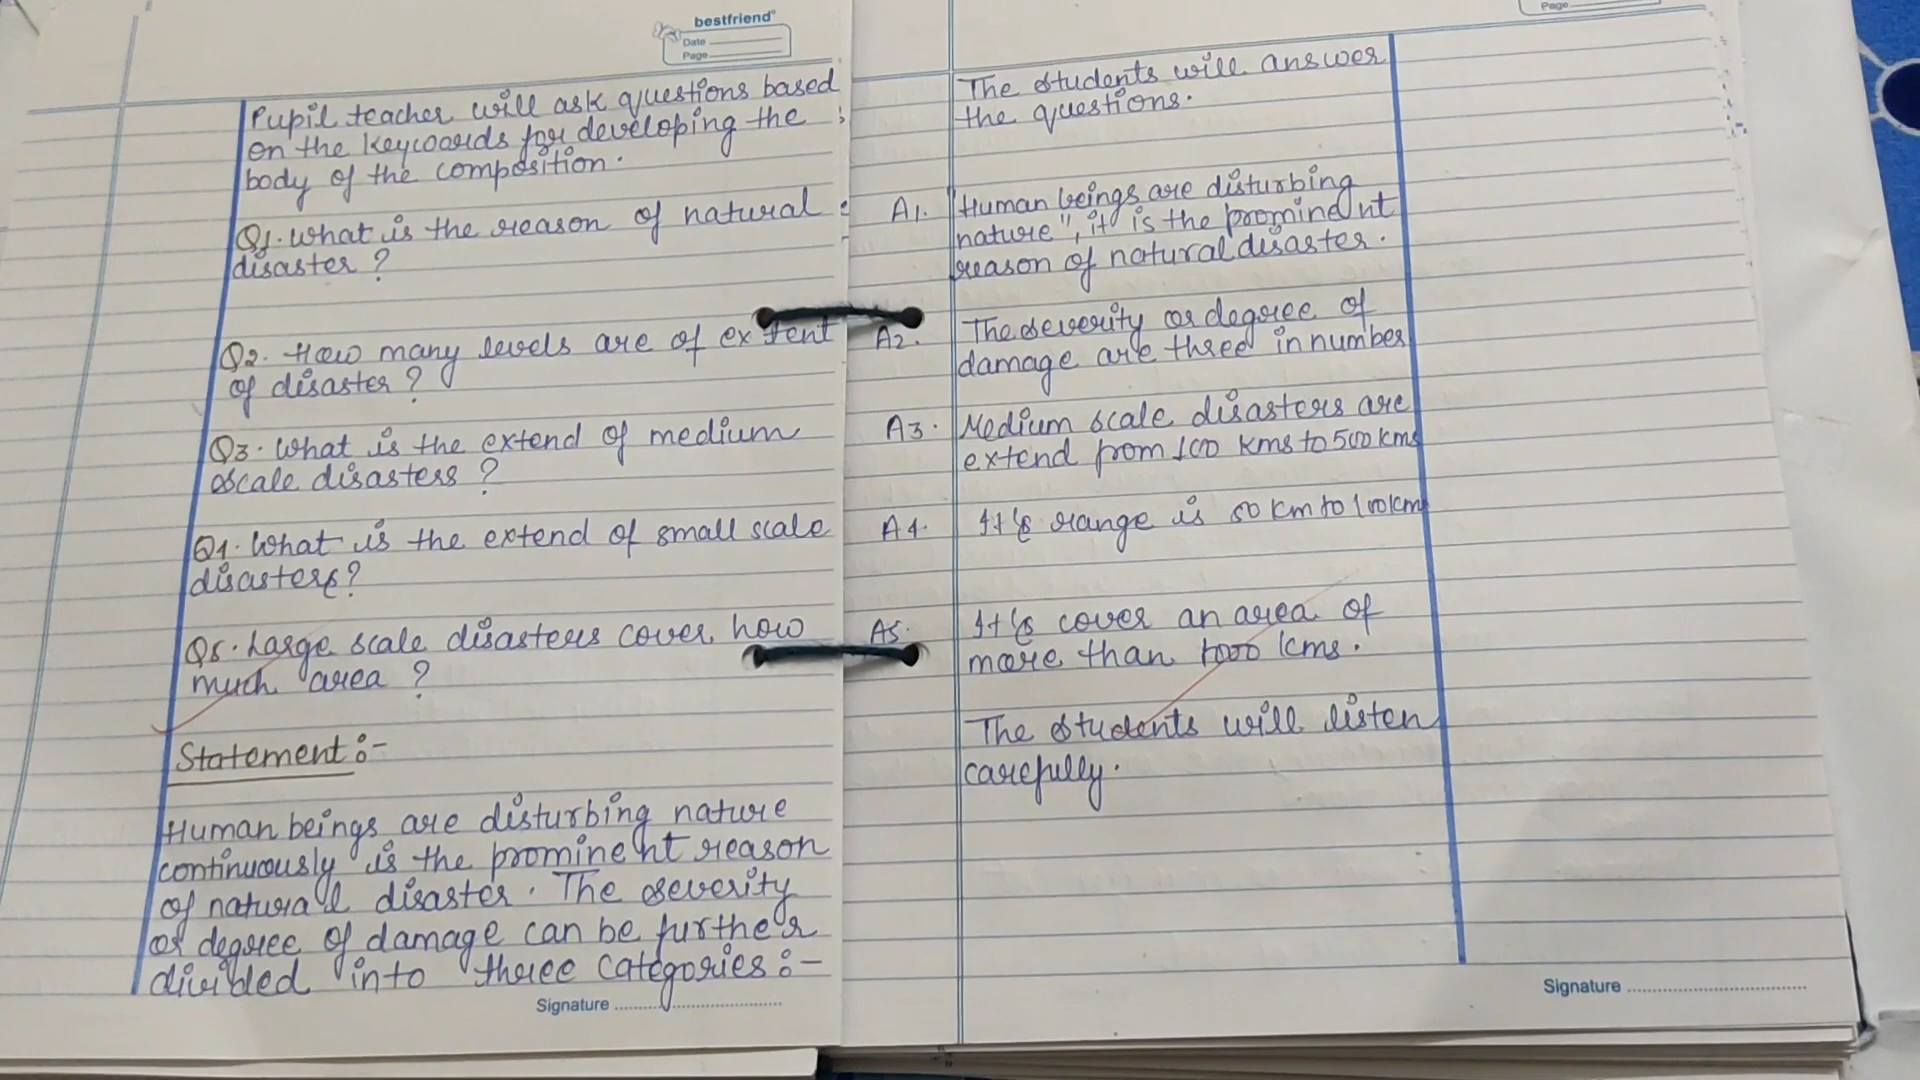 bestfriend
Date
Page
Pupil teacher will ask questions based
on the keywords for developing the
body of the composition.
Q1. What is the reason of natural
disaster ?
Q2. How many levels are of extent
of disaster ?
Q3. What is the extend of medium
scale disasters ?
Q4. What is the extend of small scale
disasters?
Q5. Large scale disasters cover how
much area ?
Statement :-
Human beings are disturbing nature
continuously is the prominent reason
of natural disaster. The severity
or degree of damage can be further
divided into three categories :-
Signature
Page
The students will answer
the questions.
A1. "Human beings are disturbing
nature", it is the prominent
reason of natural disaster.
A2. The severity or degree of
damage are three in number
A3. Medium scale disasters are
extend from 100 kms to 500 kms
A4. It's range is 50 km to 100 km
A5. It's cover an area of
more than 1000 kms.
The students will listen
carefully.
Signature